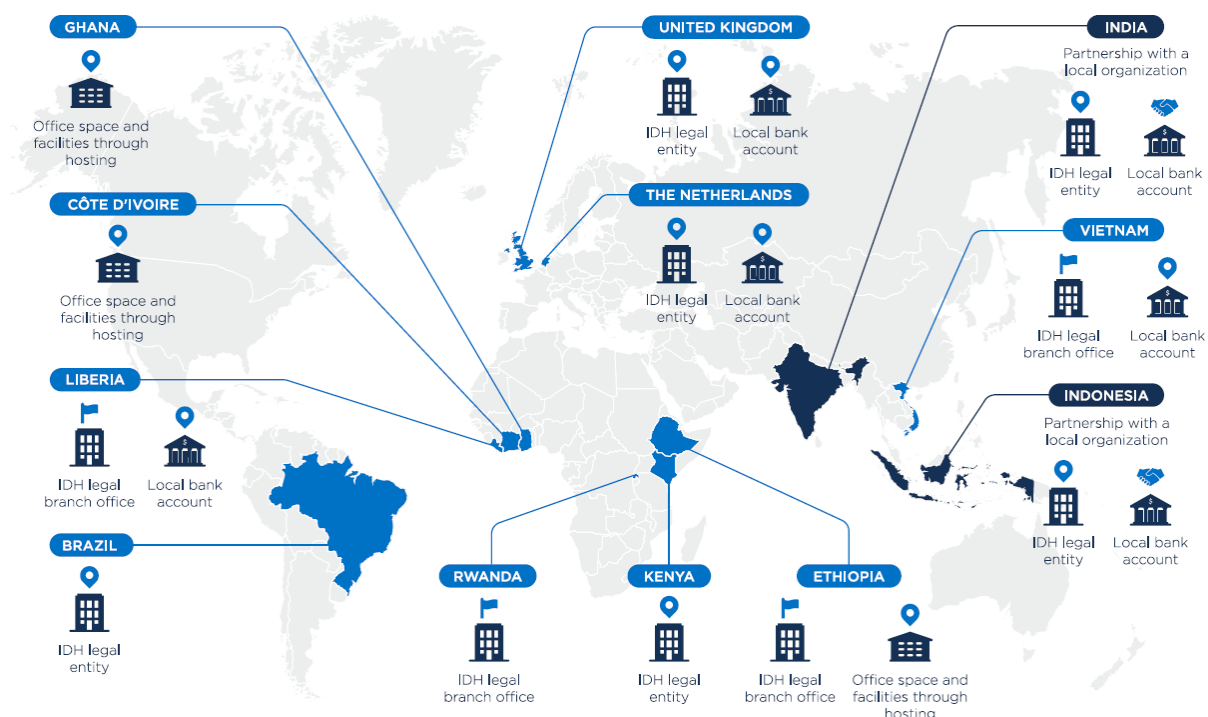 GHANA
Office space and
facilities through
hosting
CÔTE D'IVOIRE
Office space and
facilities through
hosting
LIBERIA
IDH legal
branch office
Local bank
account
BRAZIL
IDH legal
entity
UNITED KINGDOM
IDH legal
entity
Local bank
account
THE NETHERLANDS
IDH legal
entity
Local bank
account
RWANDA
IDH legal
branch office
KENYA
IDH legal
entity
ETHIOPIA
IDH legal
branch office
Office space and
facilities through
hosting
INDIA
Partnership with a
local organization
IDH legal
entity
$
Local bank
account
VIETNAM
IDH legal
branch office
$
Local bank
account
INDONESIA
Partnership with a
local organization
IDH legal
entity
$
Local bank
account